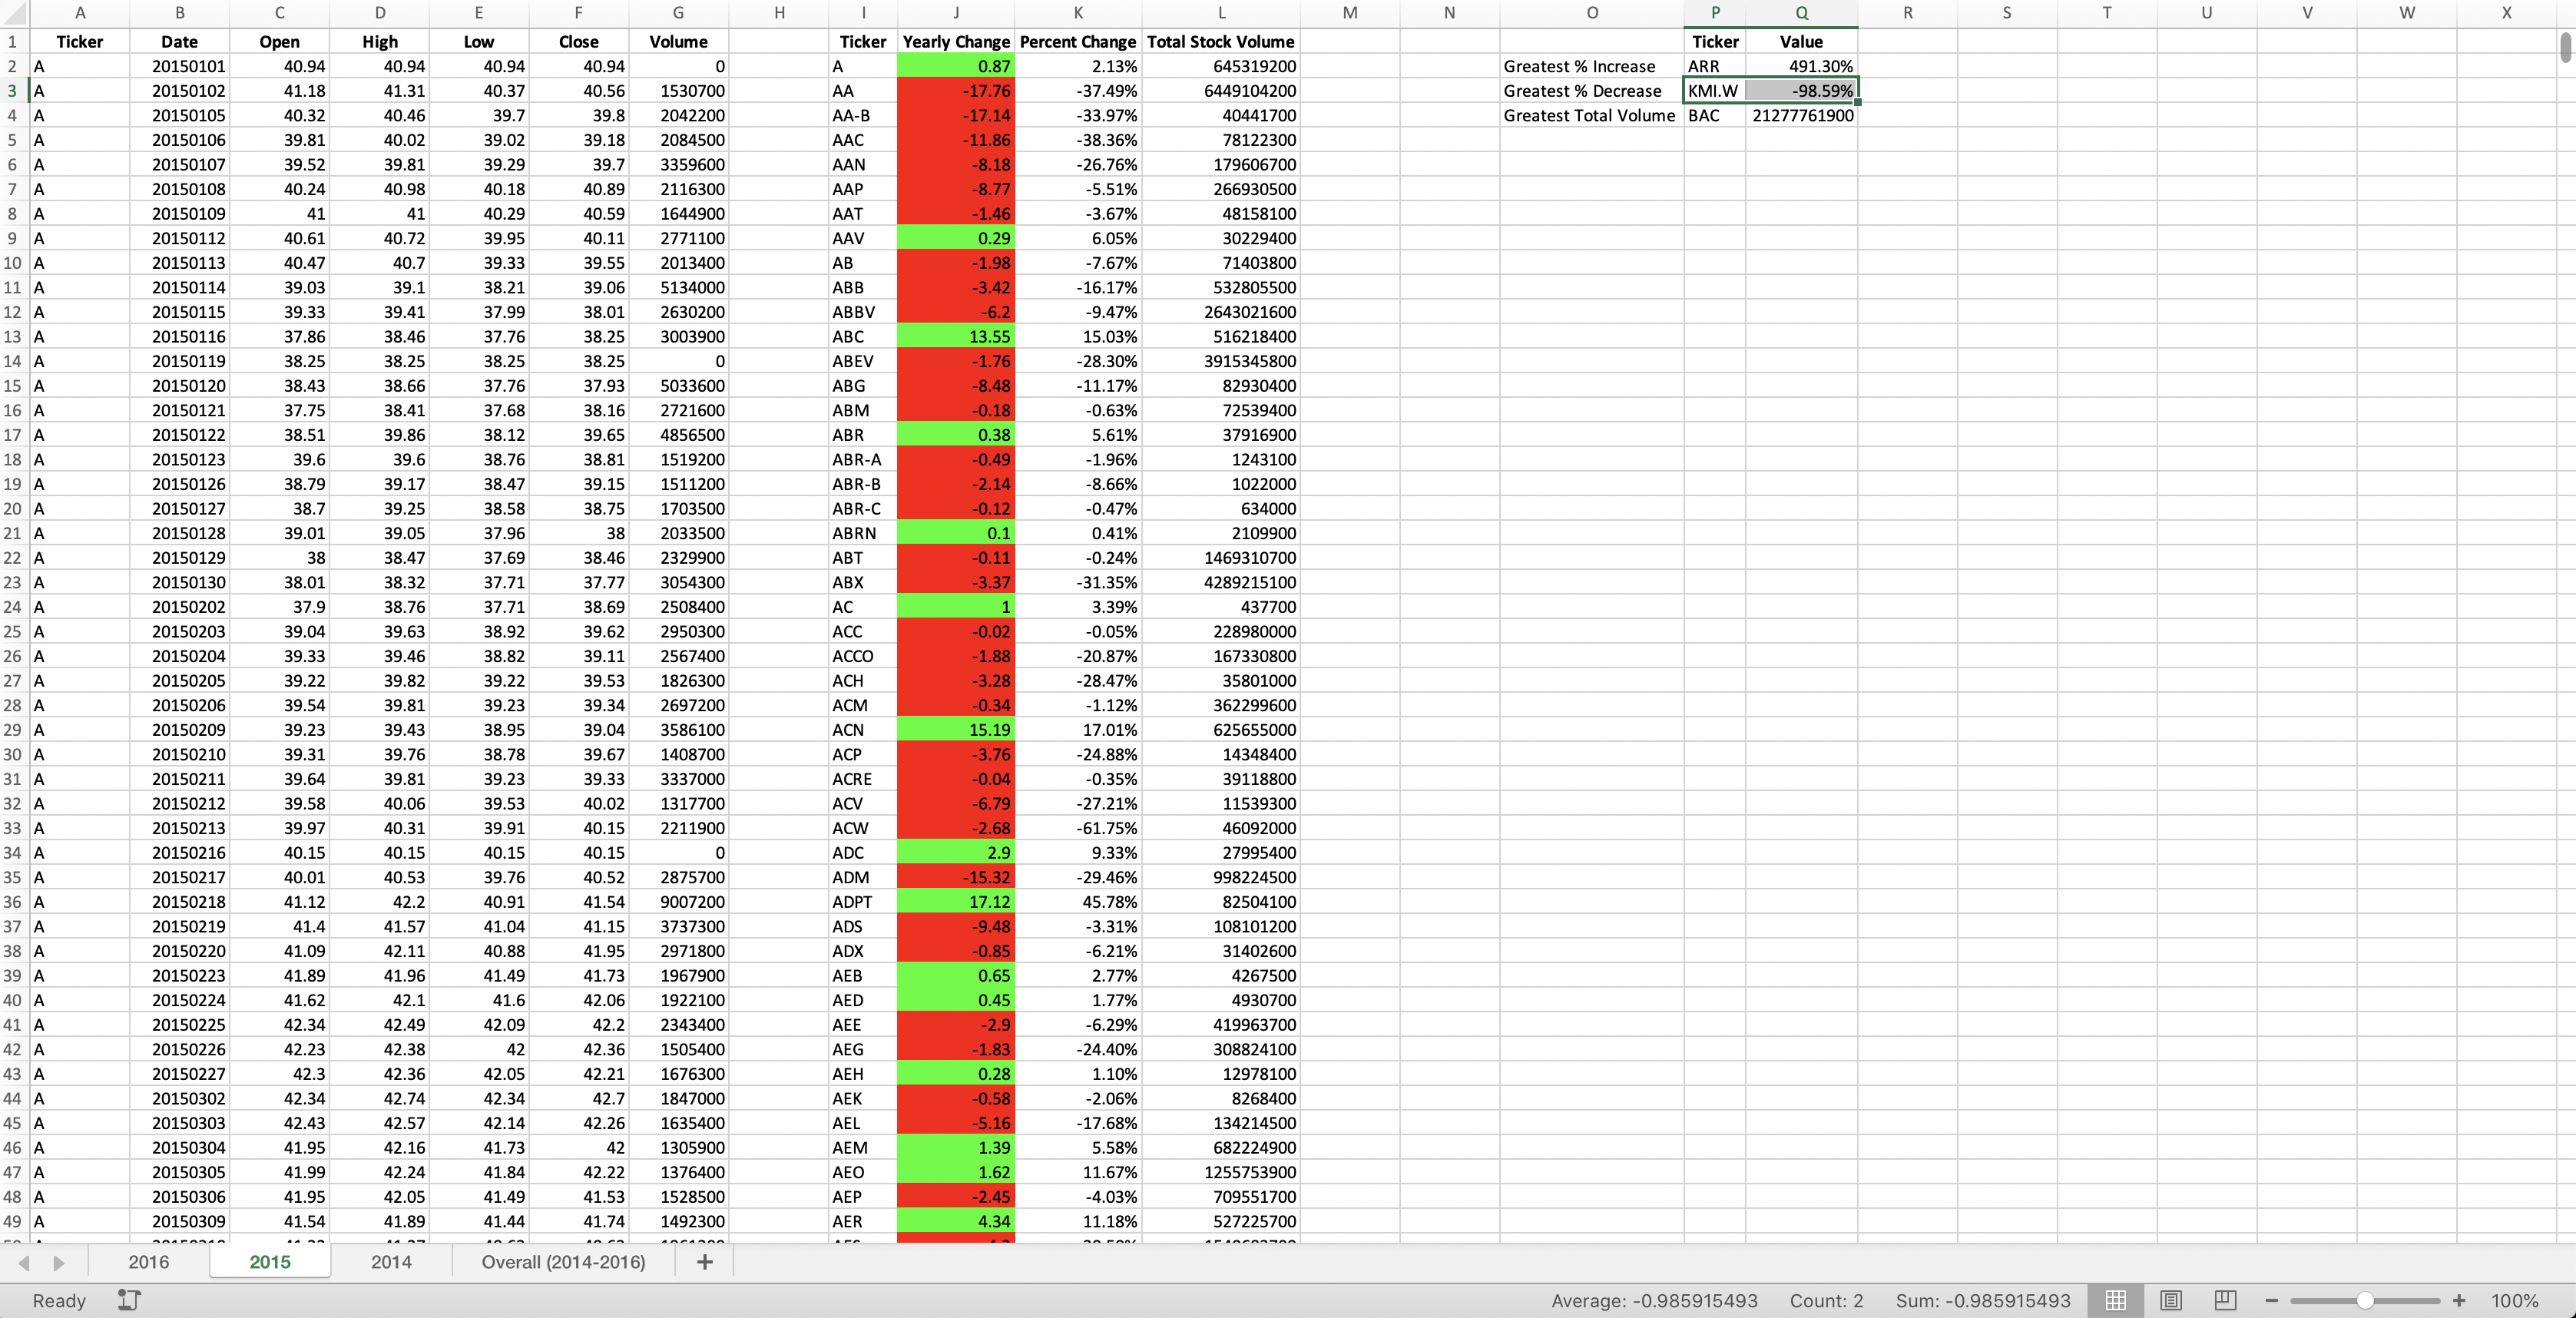 A B C D E F G H I J K L M N O P Q R S T U V W X
1 Ticker Date Open High Low Close Volume Ticker Yearly Change Percent Change Total Stock Volume Ticker Value
2 A 20150101 40.94 40.94 40.94 40.94 0 A 0.87 2.13% 645319200 Greatest % Increase ARR 491.30%
3 A 20150102 41.18 41.31 40.37 40.56 1530700 AA -17.76 -37.49% 6449104200 Greatest % Decrease KMI.W -98.59%
4 A 20150105 40.32 40.46 39.7 39.8 2042200 AA-B -17.14 -33.97% 40441700 Greatest Total Volume BAC 21277761900
5 A 20150106 39.81 40.02 39.02 39.18 2084500 AAC -11.86 -38.36% 78122300
6 A 20150107 39.52 39.81 39.29 39.7 3359600 AAN -8.18 -26.76% 179606700
7 A 20150108 40.24 40.98 40.18 40.89 2116300 AAP -8.77 -5.51% 266930500
8 A 20150109 41 41 40.29 40.59 1644900 AAT -1.46 -3.67% 48158100
9 A 20150112 40.61 40.72 39.95 40.11 2771100 AAV 0.29 6.05% 30229400
10 A 20150113 40.47 40.7 39.33 39.55 2013400 AB -1.98 -7.67% 71403800
11 A 20150114 39.03 39.1 38.21 39.06 5134000 ABB -3.42 -16.17% 532805500
12 A 20150115 39.33 39.41 37.99 38.01 2630200 ABBV -6.2 -9.47% 2643021600
13 A 20150116 37.86 38.46 37.76 38.25 3003900 ABC 13.55 15.03% 516218400
14 A 20150119 38.25 38.25 38.25 38.25 0 ABEV -1.76 -28.30% 3915345800
15 A 20150120 38.43 38.66 37.76 37.93 5033600 ABG -8.48 -11.17% 82930400
16 A 20150121 37.75 38.41 37.68 38.16 2721600 ABM -0.18 -0.63% 72539400
17 A 20150122 38.51 39.86 38.12 39.65 4856500 ABR 0.38 5.61% 37916900
18 A 20150123 39.6 39.6 38.76 38.81 1519200 ABR-A -0.49 -1.96% 1243100
19 A 20150126 38.79 39.17 38.47 39.15 1511200 ABR-B -2.14 -8.66% 1022000
20 A 20150127 38.7 39.25 38.58 38.75 1703500 ABR-C -0.12 -0.47% 634000
21 A 20150128 39.01 39.05 37.96 38 2033500 ABRN 0.1 0.41% 2109900
22 A 20150129 38 38.47 37.69 38.46 2329900 ABT -0.11 -0.24% 1469310700
23 A 20150130 38.01 38.32 37.71 37.77 3054300 ABX -3.37 -31.35% 4289215100
24 A 20150202 37.9 38.76 37.71 38.69 2508400 AC 1 3.39% 437700
25 A 20150203 39.04 39.63 38.92 39.62 2950300 ACC -0.02 -0.05% 228980000
26 A 20150204 39.33 39.46 38.82 39.11 2567400 ACCO -1.88 -20.87% 167330800
27 A 20150205 39.22 39.82 39.22 39.53 1826300 ACH -3.28 -28.47% 35801000
28 A 20150206 39.54 39.81 39.23 39.34 2697200 ACM -0.34 -1.12% 362299600
29 A 20150209 39.23 39.43 38.95 39.04 3586100 ACN 15.19 17.01% 625655000
30 A 20150210 39.31 39.76 38.78 39.67 1408700 ACP -3.76 -24.88% 14348400
31 A 20150211 39.64 39.81 39.23 39.33 3337000 ACRE -0.04 -0.35% 39118800
32 A 20150212 39.58 40.06 39.53 40.02 1317700 ACV -6.79 -27.21% 11539300
33 A 20150213 39.97 40.31 39.91 40.15 2211900 ACW -2.68 -61.75% 46092000
34 A 20150216 40.15 40.15 40.15 40.15 0 ADC 2.9 9.33% 27995400
35 A 20150217 40.01 40.53 39.76 40.52 2875700 ADM -15.32 -29.46% 998224500
36 A 20150218 41.12 42.2 40.91 41.54 9007200 ADPT 17.12 45.78% 82504100
37 A 20150219 41.4 41.57 41.04 41.15 3737300 ADS -9.48 -3.31% 108101200
38 A 20150220 41.09 42.11 40.88 41.95 2971800 ADX -0.85 -6.21% 31402600
39 A 20150223 41.89 41.96 41.49 41.73 1967900 AEB 0.65 2.77% 4267500
40 A 20150224 41.62 42.1 41.6 42.06 1922100 AED 0.45 1.77% 4930700
41 A 20150225 42.34 42.49 42.09 42.2 2343400 AEE -2.9 -6.29% 419963700
42 A 20150226 42.23 42.38 42 42.36 1505400 AEG -1.83 -24.40% 308824100
43 A 20150227 42.3 42.36 42.05 42.21 1676300 AEH 0.28 1.10% 12978100
44 A 20150302 42.34 42.74 42.34 42.7 1847000 AEK -0.58 -2.06% 8268400
45 A 20150303 42.43 42.57 42.14 42.26 1635400 AEL -5.16 -17.68% 134214500
46 A 20150304 41.95 42.16 41.73 42 1305900 AEM 1.39 5.58% 682224900
47 A 20150305 41.99 42.24 41.84 42.22 1376400 AEO 1.62 11.67% 1255753900
48 A 20150306 41.95 42.05 41.49 41.53 1528500 AEP -2.45 -4.03% 709551700
49 A 20150309 41.54 41.89 41.44 41.74 1492300 AER 4.34 11.18% 527225700
2016 2015 2014 Overall (2014-2016) +
Ready Average: -0.985915493 Count: 2 Sum: -0.985915493 100%